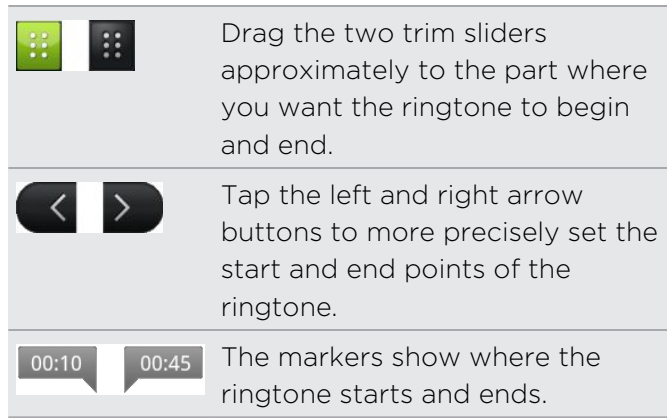 Drag the two trim sliders
approximately to the part where
you want the ringtone to begin
and end.
Tap the left and right arrow
buttons to more precisely set the
start and end points of the
ringtone.
00:10 00:45 The markers show where the
ringtone starts and ends.